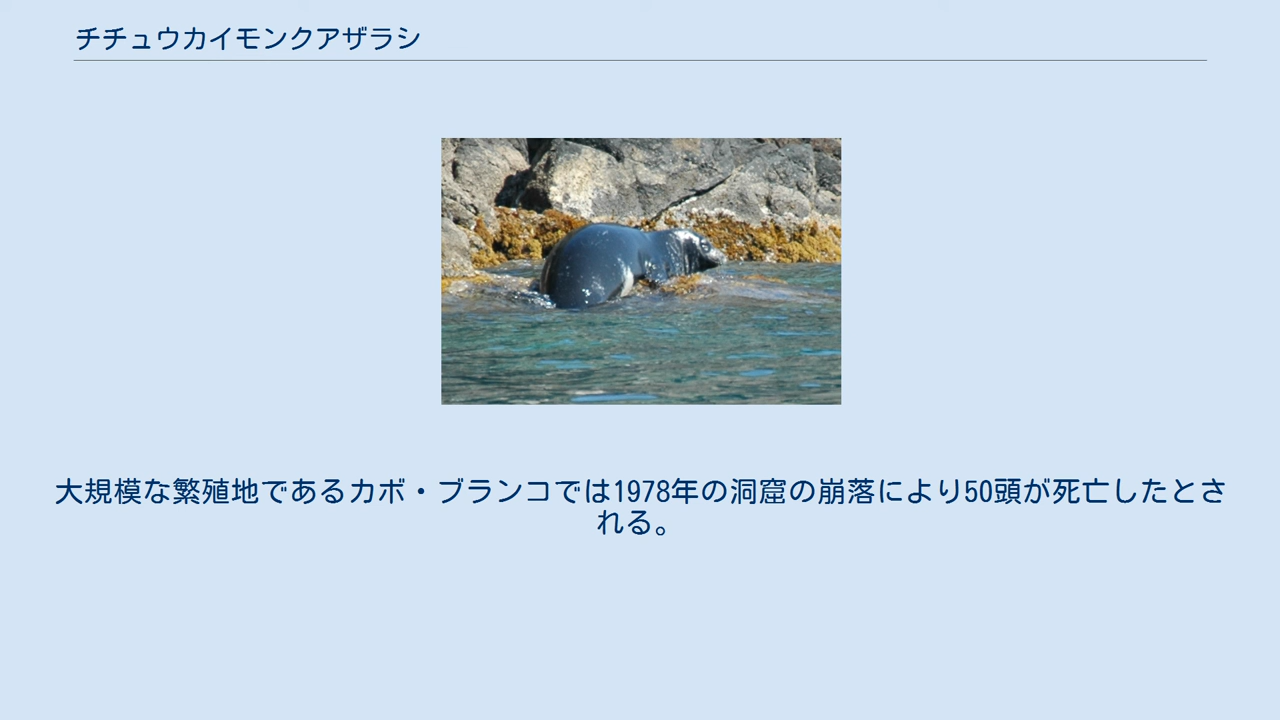 チチュウカイモンクアザラシ
大規模な繁殖地であるカボ・ブランコでは1978年の洞窟の崩落により50頭が死亡したとさ
れる。